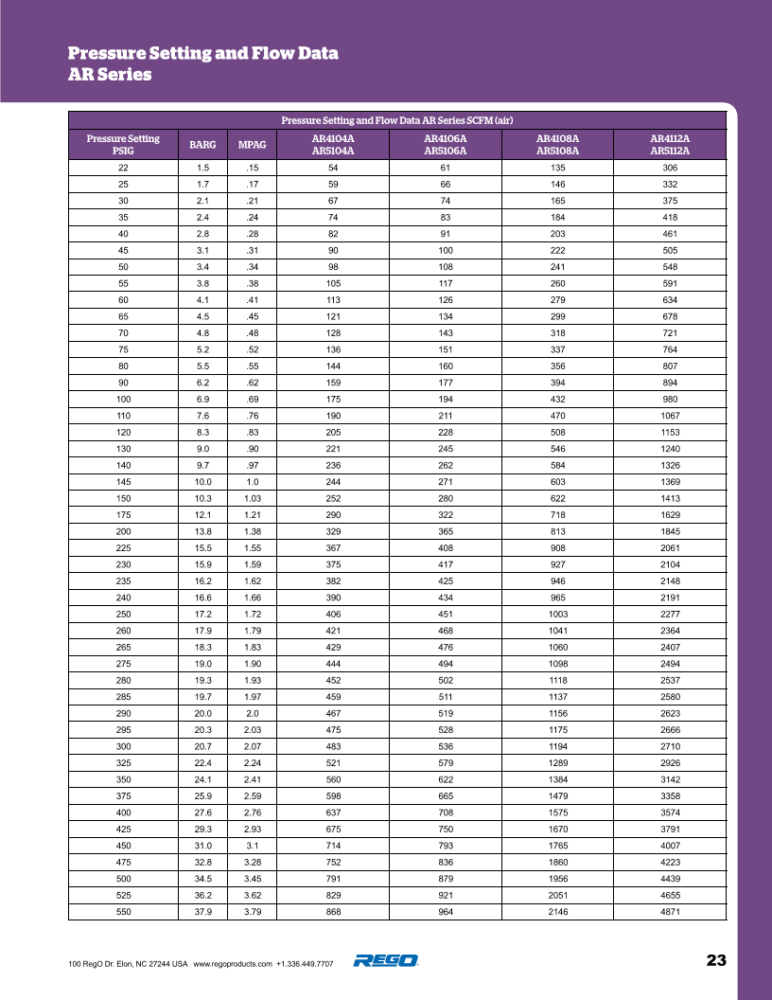 Pressure Setting and Flow Data
AR Series
Pressure Setting and Flow Data AR Series SCFM (air)
Pressure Setting PSIG BARG MPAG AR4104A AR5104A AR4106A AR5106A AR4108A AR5108A AR4112A AR5112A
22 1.5 .15 54 61 135 306
25 1.7 .17 59 66 146 332
30 2.1 .21 67 74 165 375
35 2.4 .24 74 83 184 418
40 2.8 .28 82 91 203 461
45 3.1 .31 90 100 222 505
50 3.4 .34 98 108 241 548
55 3.8 .38 105 117 260 591
60 4.1 .41 113 126 279 634
65 4.5 .45 121 134 299 678
70 4.8 .48 128 143 318 721
75 5.2 .52 136 151 337 764
80 5.5 .55 144 160 356 807
90 6.2 .62 159 177 394 894
100 6.9 .69 175 194 432 980
110 7.6 .76 190 211 470 1067
120 8.3 .83 205 228 508 1153
130 9.0 .90 221 245 546 1240
140 9.7 .97 236 262 584 1326
145 10.0 1.0 244 271 603 1369
150 10.3 1.03 252 280 622 1413
175 12.1 1.21 290 322 718 1629
200 13.8 1.38 329 365 813 1845
225 15.5 1.55 367 408 908 2061
230 15.9 1.59 375 417 927 2104
235 16.2 1.62 382 425 946 2148
240 16.6 1.66 390 434 965 2191
250 17.2 1.72 406 451 1003 2277
260 17.9 1.79 421 468 1041 2364
265 18.3 1.83 429 476 1060 2407
275 19.0 1.90 444 494 1098 2494
280 19.3 1.93 452 502 1118 2537
285 19.7 1.97 459 511 1137 2580
290 20.0 2.0 467 519 1156 2623
295 20.3 2.03 475 528 1175 2666
300 20.7 2.07 483 536 1194 2710
325 22.4 2.24 521 579 1289 2926
350 24.1 2.41 560 622 1384 3142
375 25.9 2.59 598 665 1479 3358
400 27.6 2.76 637 708 1575 3574
425 29.3 2.93 675 750 1670 3791
450 31.0 3.1 714 793 1765 4007
475 32.8 3.28 752 836 1860 4223
500 34.5 3.45 791 879 1956 4439
525 36.2 3.62 829 921 2051 4655
550 37.9 3.79 868 964 2146 4871
100 RegO Dr. Elon, NC 27244 USA www.regoproducts.com +1.336.449.7707 REGO 23